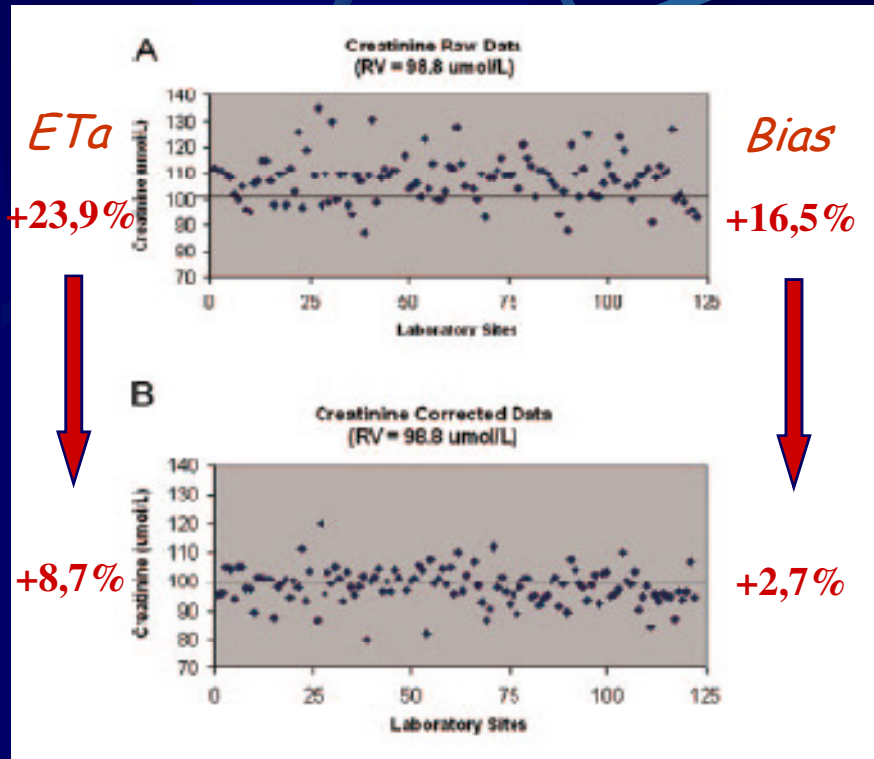 A
Creatinine Raw Data
(RV = 98.8 umol/L)
ETa
Bias
+23,9%
+16,5%
Creatinine (umol/L)
140
130
120
110
100
90
80
70
0 25 50 75 100 125
Laboratory Sites
B
Creatinine Corrected Data
(RV = 98.8 umol/L)
+8,7%
+2,7%
Creatinine (umol/L)
140
130
120
110
100
90
80
70
0 25 50 75 100 125
Laboratory Sites